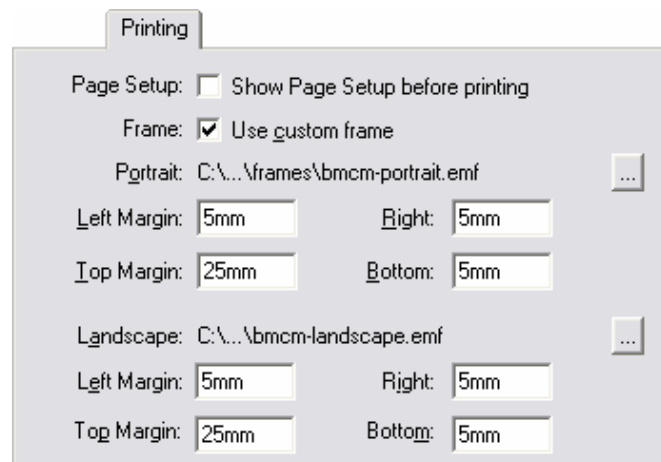 Printing
Page Setup: Show Page Setup before printing
Frame: Use custom frame
Portrait: C:\...\frames\bmcm-portrait.emf ...
Left Margin: 5mm Right: 5mm
Top Margin: 25mm Bottom: 5mm
Landscape: C:\...\bmcm-landscape.emf ...
Left Margin: 5mm Right: 5mm
Top Margin: 25mm Bottom: 5mm